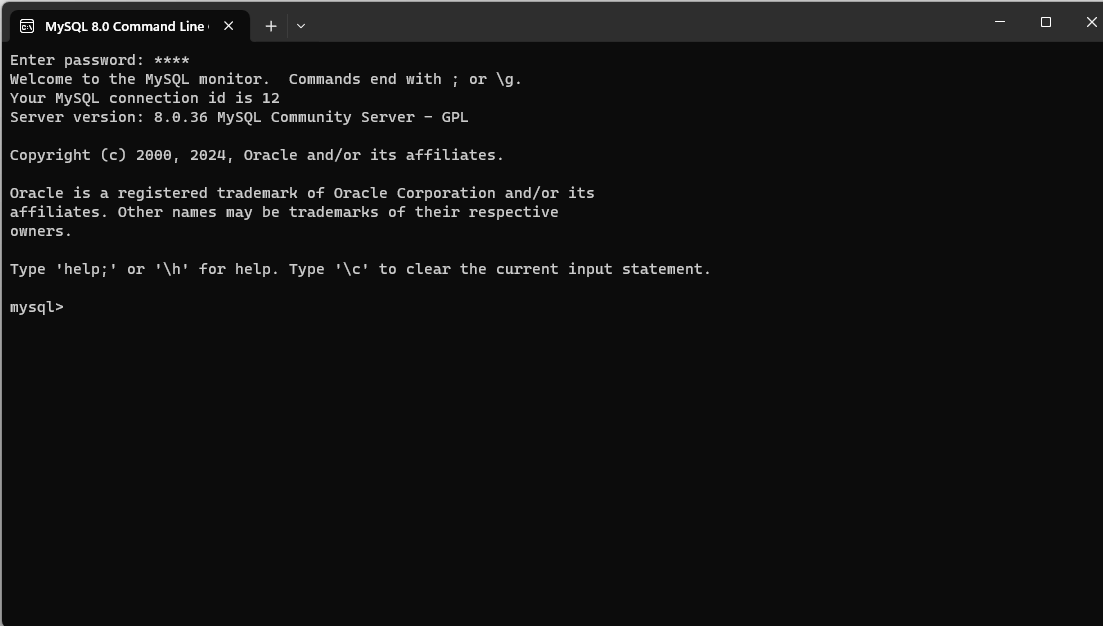 MySQL 8.0 Command Line
Enter password: ****
Welcome to the MySQL monitor.  Commands end with ; or \g.
Your MySQL connection id is 12
Server version: 8.0.36 MySQL Community Server - GPL
Copyright (c) 2000, 2024, Oracle and/or its affiliates.
Oracle is a registered trademark of Oracle Corporation and/or its
affiliates. Other names may be trademarks of their respective
owners.
Type 'help;' or '\h' for help. Type '\c' to clear the current input statement.
mysql>